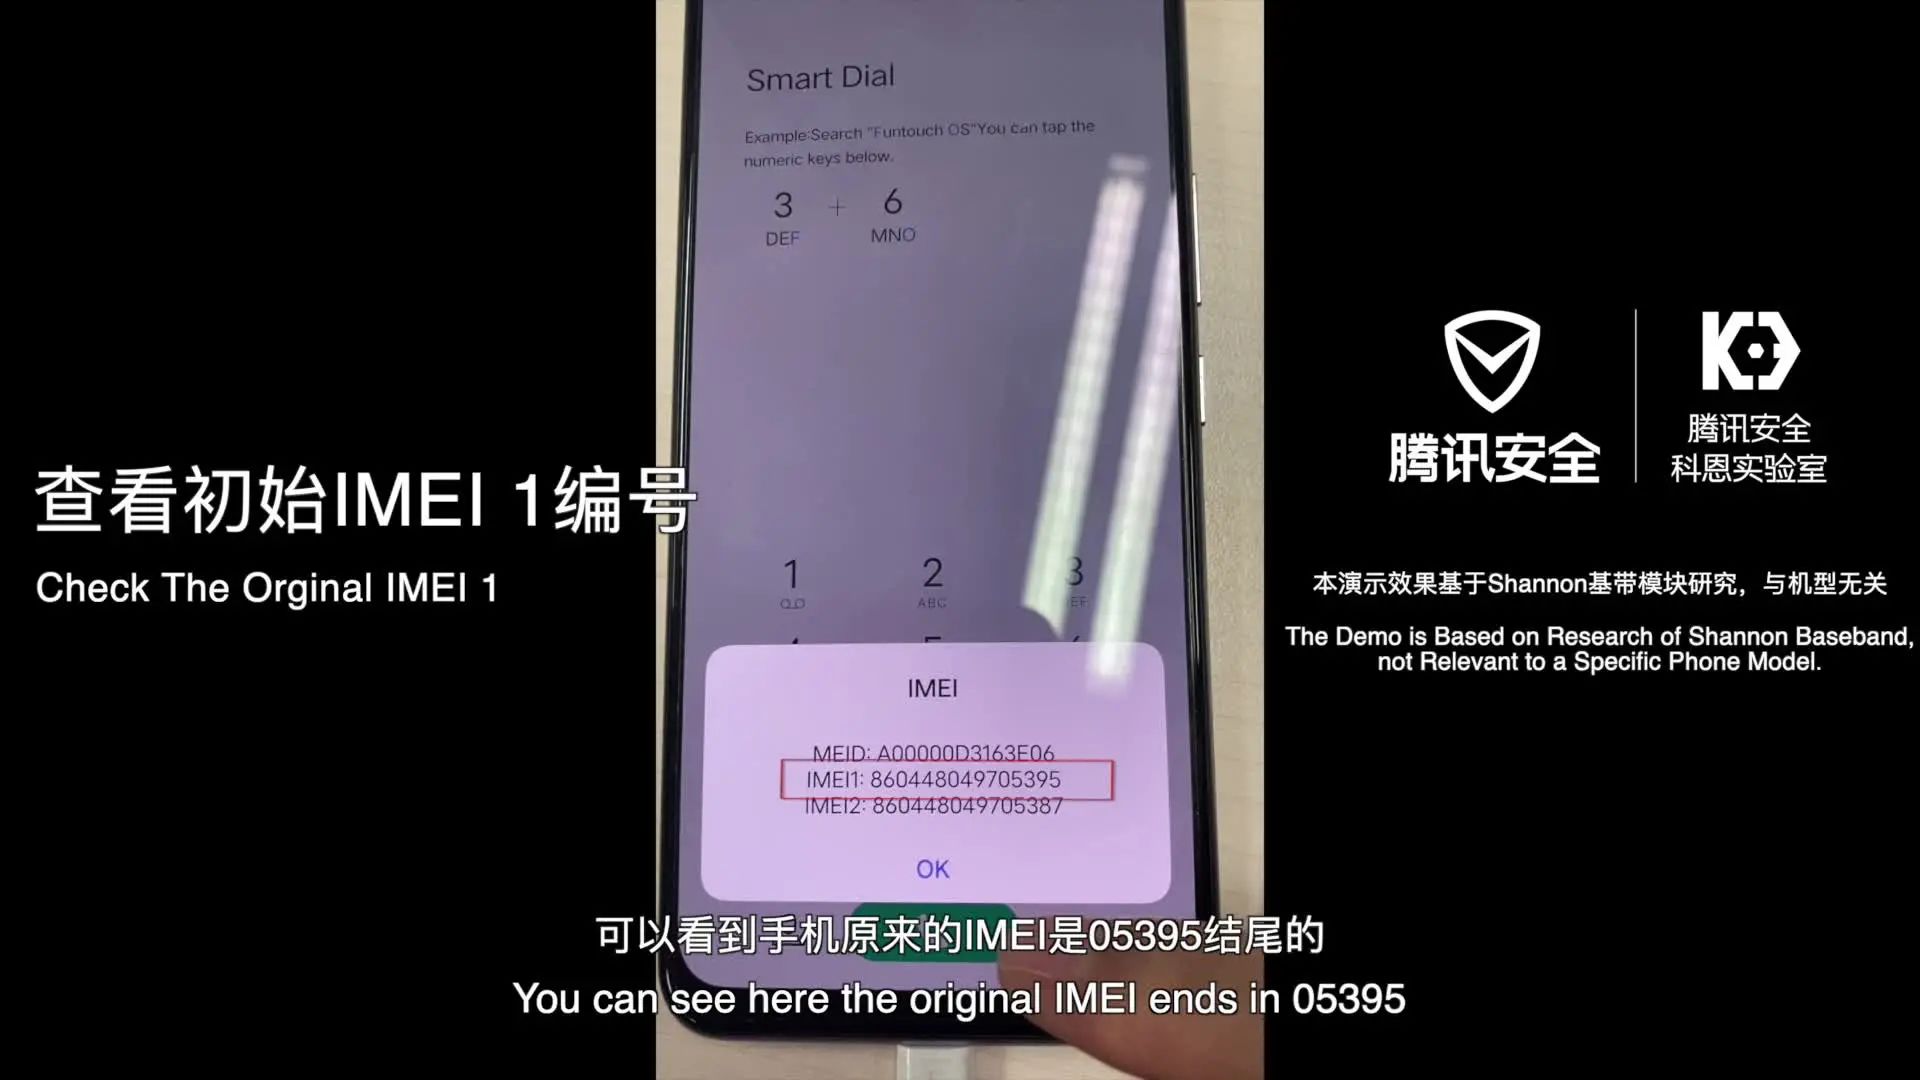 Smart Dial
Example:Search "Funtouch OS"You can tap the
numeric keys below.
3 + 6
DEF MNO
查看初始IMEI 1编号
Check The Orginal IMEI 1
腾讯安全
腾讯安全
科恩实验室
本演示效果基于Shannon基带模块研究，与机型无关
The Demo is Based on Research of Shannon Baseband,
not Relevant to a Specific Phone Model.
1 2 3
ABC
IMEI
MEID: A00000D3163E06
IMEI1: 860448049705395
IMEI2: 860448049705387
OK
可以看到手机原来的IMEI是05395结尾的
You can see here the original IMEI ends in 05395